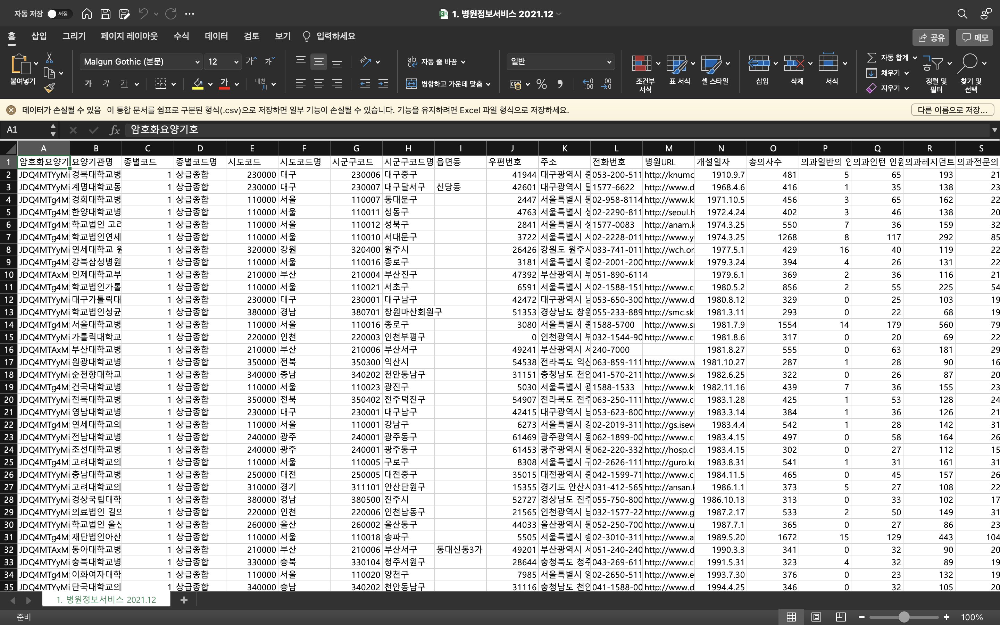 자동 저장 꺼짐 1. 병원정보서비스 2021.12
홈 삽입 그리기 페이지 레이아웃 수식 데이터 검토 보기 입력하세요 공유 메모
붙여넣기 Malgun Gothic (본문) 12 가 가 자동 줄 바꿈 일반 조건부 서식 표 서식 셀 스타일 삽입 삭제 서식 자동 합계 채우기 지우기 정렬 및 필터 찾기 및 선택
가 가 가 가 내천 병합하고 가운데 맞춤 % .00 .00
데이터가 손실될 수 있음 이 통합 문서를 쉼표로 구분된 형식(.csv)으로 저장하면 일부 기능이 손실될 수 있습니다. 기능을 유지하려면 Excel 파일 형식으로 저장하세요. 다른 이름으로 저장...
A1 fx 암호화요양기호
A B C D E F G H I J K L M N O P Q R S
1 암호화요양기 요양기관명 종별코드 종별코드명 시도코드 시도코드명 시군구코드 시군구코드명 읍면동 우편번호 주소 전화번호 병원URL 개설일자 총의사수 의과일반의 의과인턴 인원 의과레지던트 의과전문의
2 JDQ4MTYyMi 경북대학교병 1 상급종합 230000 대구 230006 대구중구 41944 대구광역시 중 053-200-511 http://knumc 1910.9.7 481 5 65 193 21
3 JDQ4MTYyMi 계명대학교동 1 상급종합 230000 대구 230007 대구달서구 신당동 42601 대구광역시 달 1577-6622 http://www.d 1968.4.6 416 1 35 138 23
4 JDQ4MTg4M 경희대학교병 1 상급종합 110000 서울 110007 동대문구 2447 서울특별시 동 02-958-8114 http://www.k 1971.10.5 456 3 65 162 22
5 JDQ4MTg4M 한양대학교병 1 상급종합 110000 서울 110011 성동구 4763 서울특별시 성 02-2290-811 http://seoul.h 1972.4.24 402 3 46 138 20
6 JDQ4MTg4M 학교법인 고려 1 상급종합 110000 서울 110012 성북구 2841 서울특별시 성 1577-0083 http://anam.k 1974.3.25 550 7 36 159 32
7 JDQ4MTg4M 학교법인연세 1 상급종합 110000 서울 110010 서대문구 3722 서울특별시 서 02-2228-011 http://www.y 1974.3.25 1268 8 117 292 85
8 JDQ4MTYyMi 연세대학교 원 1 상급종합 320000 강원 320400 원주시 26426 강원도 원주시 033-741-011 http://wch.or 1977.5.1 429 16 40 119 22
9 JDQ4MTg4M 강북삼성병원 1 상급종합 110000 서울 110016 종로구 3181 서울특별시 종 02-2001-200 http://www.k 1979.3.24 394 4 26 131 22
10 JDQ4MTAxM 인제대학교부 1 상급종합 210000 부산 210004 부산진구 47392 부산광역시 부 051-890-6114 1979.6.1 369 2 36 116 21
11 JDQ4MTg4M 학교법인가톨 1 상급종합 110000 서울 110021 서초구 6591 서울특별시 서 02-1588-151 http://www.c 1980.5.2 856 2 55 225 54
12 JDQ4MTYyMi 대구가톨릭대 1 상급종합 230000 대구 230001 대구남구 42472 대구광역시 남 053-650-300 http://www.d 1980.8.12 329 0 25 103 19
13 JDQ4MTYyMi 학교법인성균 1 상급종합 380000 경남 380701 창원마산회원구 51353 경상남도 창원 055-233-889 http://smc.sk 1981.3.11 293 0 22 68 19
14 JDQ4MTg4M 서울대학교병 1 상급종합 110000 서울 110016 종로구 3080 서울특별시 종 1588-5700 http://www.s 1981.7.9 1554 14 179 560 79
15 JDQ4MTYyMi 가톨릭대학교 1 상급종합 220000 인천 220003 인천부평구 0 인천광역시 부 032-1544-90 http://www.c 1981.8.6 317 0 20 69 22
16 JDQ4MTAxM 부산대학교병 1 상급종합 210000 부산 210006 부산서구 49241 부산광역시 서 240-7000 1981.8.27 555 0 63 181 29
17 JDQ4MTYyMi 원광대학교병 1 상급종합 350000 전북 350300 익산시 54538 전라북도 익산 063-859-111 http://www.w 1981.10.27 287 1 28 90 16
18 JDQ4MTYyMi 순천향대학교 1 상급종합 340000 충남 340202 천안동남구 31151 충청남도 천안 041-570-211 http://www.s 1982.6.25 322 0 26 87 20
19 JDQ4MTg4M 건국대학교병 1 상급종합 110000 서울 110023 광진구 5030 서울특별시 광 1588-1533 http://www.k 1982.11.16 439 7 36 155 23
20 JDQ4MTYyMi 전북대학교병 1 상급종합 350000 전북 350402 전주덕진구 54907 전라북도 전주 063-250-111 http://www.c 1983.1.28 425 1 53 128 24
21 JDQ4MTYyMi 영남대학교병 1 상급종합 230000 대구 230001 대구남구 42415 대구광역시 남 053-623-800 http://www.y 1983.3.14 384 1 36 126 21
22 JDQ4MTg4M 연세대학교의 1 상급종합 110000 서울 110001 강남구 6273 서울특별시 강 02-2019-311 http://gs.iseve 1983.4.4 542 1 28 142 31
23 JDQ4MTYyMi 전남대학교병 1 상급종합 240000 광주 240001 광주동구 61469 광주광역시 동 062-1899-00 http://www.c 1983.4.15 497 0 58 164 26
24 JDQ4MTYyMi 조선대학교병 1 상급종합 240000 광주 240001 광주동구 61453 광주광역시 동 062-220-332 http://hosp.cl 1983.4.15 302 0 27 112 15
25 JDQ4MTg4M 고려대학교의 1 상급종합 110000 서울 110005 구로구 8308 서울특별시 구 02-2626-111 http://guro.ku 1983.8.31 541 1 31 161 31
26 JDQ4MTYyMi 충남대학교병 1 상급종합 250000 대전 250005 대전중구 35015 대전광역시 중 042-1599-71 http://www.c 1984.11.5 465 0 45 157 26
27 JDQ4MTYyMi 고려대학교의 1 상급종합 310000 경기 311101 안산단원구 15355 경기도 안산시 031-412-565 http://ansan.k 1986.1.1 373 5 27 108 22
28 JDQ4MTYyMi 경상국립대학 1 상급종합 380000 경남 380500 진주시 52727 경상남도 진주 055-750-800 http://www.g 1986.10.13 313 0 33 102 17
29 JDQ4MTYyMi 의료법인 길의 1 상급종합 220000 인천 220006 인천남동구 21565 인천광역시 남 032-1577-22 http://www.g 1987.2.17 533 2 50 149 31
30 JDQ4MTYyMi 학교법인 울산 1 상급종합 260000 울산 260002 울산동구 44033 울산광역시 동 052-250-700 http://www.u 1987.7.1 365 0 27 86 23
31 JDQ4MTg4M 재단법인아산 1 상급종합 110000 서울 110018 송파구 5505 서울특별시 송 02-3010-311 http://www.a 1989.5.20 1672 15 129 443 104
32 JDQ4MTAxM 동아대학교병 1 상급종합 210000 부산 210006 부산서구 동대신동3가 49201 부산광역시 서 051-240-240 http://www.d 1990.3.3 341 0 32 90 20
33 JDQ4MTYyMi 충북대학교병 1 상급종합 330000 충북 330104 청주서원구 28644 충청북도 청주 043-269-611 http://www.c 1991.5.31 323 4 32 89 19
34 JDQ4MTg4M 이화여자대학 1 상급종합 110000 서울 110020 양천구 7985 서울특별시 양 02-2650-511 http://www.e 1993.7.30 376 0 23 132 19
35 JDQ4MTYyMi 단국대학교의 1 상급종합 340000 충남 340202 천안동남구 31116 충청남도 천안 041-1588-00 http://www.d 1994.4.25 346 0 32 105 20
1. 병원정보서비스 2021.12
준비 100%